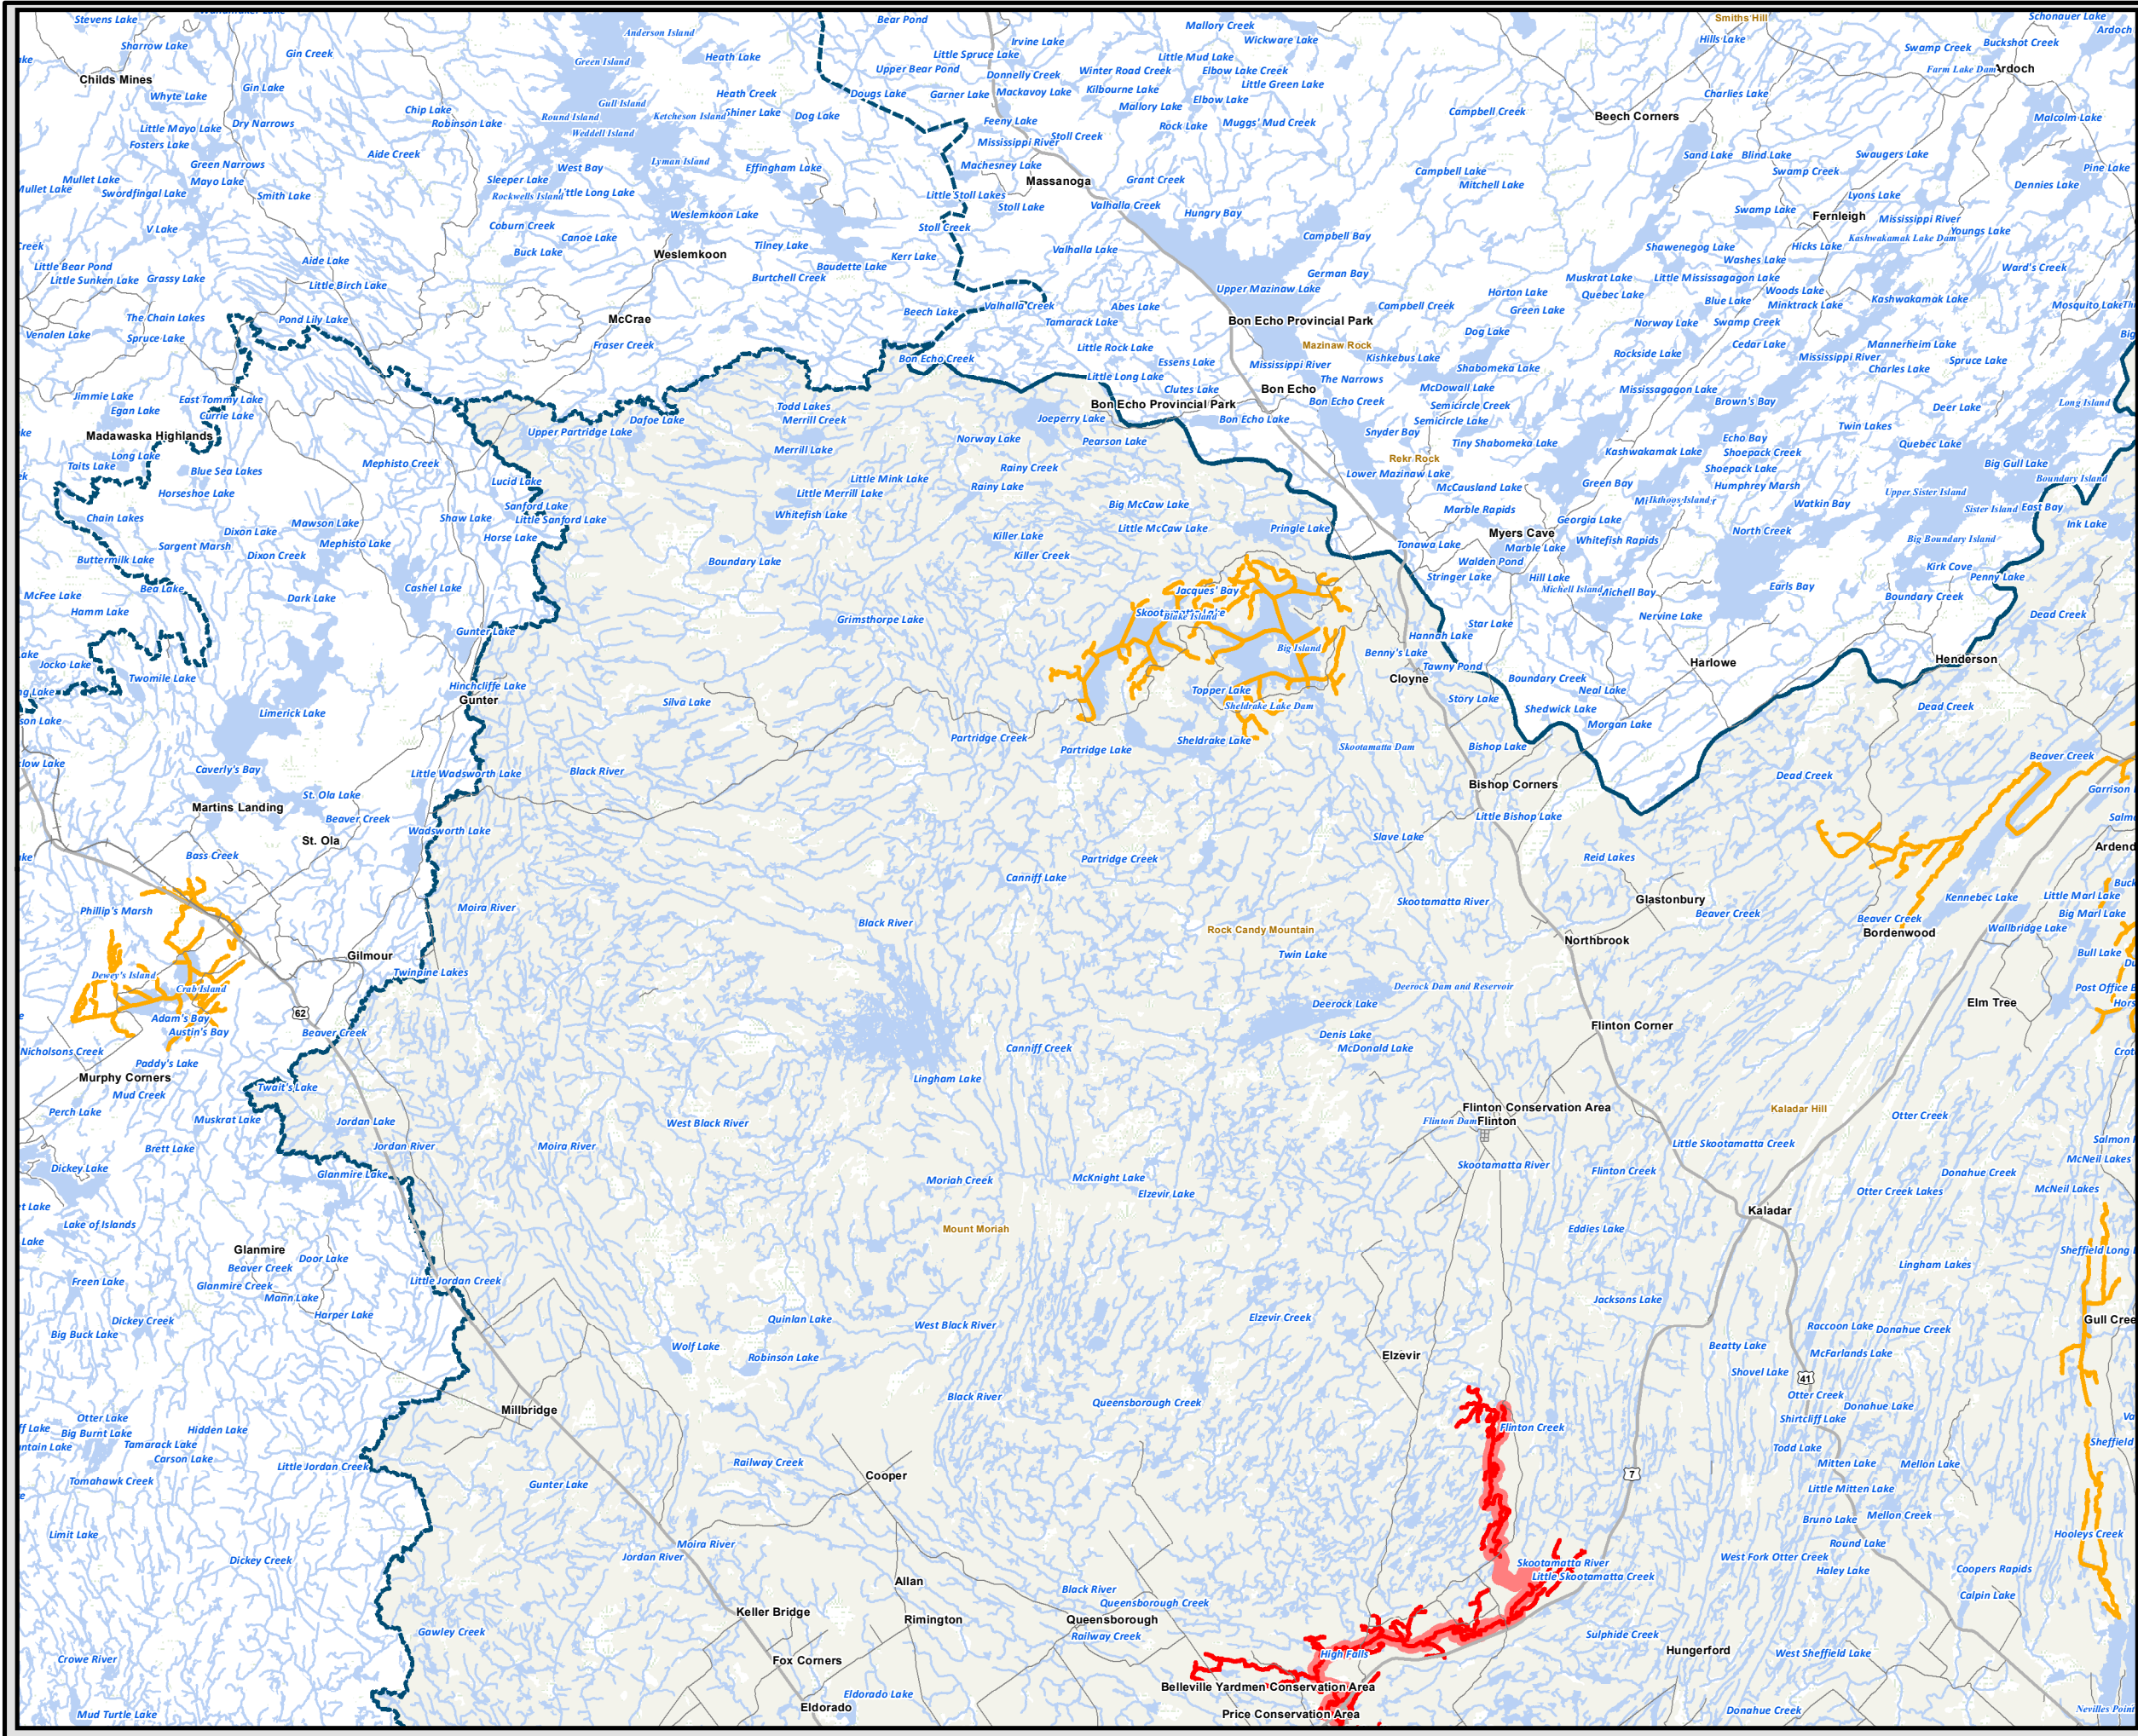 Stevens Lake
Bear Pond
Anderson Island
Mallory Creek
Smiths Hill
Schonauer Lake
Sharrow Lake
Gin Creek
Green Island
Heath Lake
Little Spruce Lake
Irvine Lake
Wickware Lake
Hills Lake
Swamp Creek
Buckshot Creek
Ardoch
Childs Mines
Upper Bear Pond
Donnelly Creek
Winter Road Creek
Little Mud Lake
Elbow Lake Creek
Little Green Lake
Farm Lake Dam
Ardoch
Whyte Lake
Gin Lake
Gull Island
Heath Creek
Dougs Lake
Garner Lake
Mackavoy Lake
Kilbourne Lake
Elbow Lake
Charlies Lake
Chip Lake
Robinson Lake
Round Island
Weddell Island
Ketcheson Island
Shiner Lake
Dog Lake
Feeny Lake
Mallory Lake
Rock Lake
Muggs' Mud Creek
Campbell Creek
Beech Corners
Malcolm Lake
Little Mayo Lake
Dry Narrows
Fosters Lake
Mississippi River
Stoll Creek
Aide Creek
Green Narrows
West Bay
Lyman Island
Effingham Lake
Machesney Lake
Massanoga
Grant Creek
Campbell Lake
Mitchell Lake
Sand Lake
Blind Lake
Swamp Creek
Swaugers Lake
Pine Lake
Dennies Lake
Mullet Lake
Mullet Lake
Mayo Lake
Swordfingal Lake
Smith Lake
Sleeper Lake
Rockwells Island
Little Long Lake
Weslemkoon Lake
Little Stoll Lakes
Stoll Lake
Valhalla Creek
Hungry Bay
Swamp Lake
Lyons Lake
Fernleigh
Mississippi River
Youngs Lake
V Lake
Coburn Creek
Canoe Lake
Buck Lake
Weslemkoon
Tilney Lake
Stoll Creek
Valhalla Lake
Campbell Bay
Shawenegog Lake
Hicks Lake
Kashwakamak Lake Dam
Creek
Little Bear Pond
Little Sunken Lake
Grassy Lake
Aide Lake
Little Birch Lake
Burtchell Creek
Baudette Lake
Kerr Lake
German Bay
Upper Mazinaw Lake
Muskrat Lake
Little Mississagagon Lake
Washes Lake
Ward's Creek
The Chain Lakes
Pond Lily Lake
McCrae
Beech Lake
Valhalla Creek
Abes Lake
Tamarack Lake
Bon Echo Provincial Park
Campbell Creek
Horton Lake
Green Lake
Quebec Lake
Blue Lake
Woods Lake
Minktrack Lake
Kashwakamak Lake
Mosquito Lake
Venalen Lake
Spruce Lake
Fraser Creek
Bon Echo Creek
Little Rock Lake
Essens Lake
Mazinaw Rock
Mississippi River
Kishkebus Lake
Dog Lake
Shabomeka Lake
Norway Lake
Swamp Creek
Rockside Lake
Cedar Lake
Mississippi River
Mannerheim Lake
Charles Lake
Spruce Lake
Jimmie Lake
Egan Lake
East Tommy Lake
Currie Lake
Dafoe Lake
Todd Lakes
Merrill Creek
Little Long Lake
Clutes Lake
Bon Echo Provincial Park
Bon Echo
The Narrows
Bon Echo Creek
McDowall Lake
Semicircle Creek
Semicircle Lake
Mississagagon Lake
Brown's Bay
Deer Lake
Long Island
Madawaska Highlands
Long Lake
Taits Lake
Blue Sea Lakes
Horseshoe Lake
Upper Partridge Lake
Merrill Lake
Norway Lake
Joeperry Lake
Pearson Lake
Bon Echo Lake
Snyder Bay
Rekr Rock
Lower Mazinaw Lake
Tiny Shabomeka Lake
Kashwakamak Lake
Echo Bay
Shoepack Creek
Shoepack Lake
Humphrey Marsh
Twin Lakes
Quebec Lake
Big Gull Lake
Boundary Island
Mephisto Creek
Lucid Lake
Sanford Lake
Little Sanford Lake
Little Mink Lake
Little Merrill Lake
Whitefish Lake
Rainy Creek
Rainy Lake
Big McCaw Lake
Little McCaw Lake
Pringle Lake
McCausland Lake
Marble Rapids
Green Bay
Ikthoos Island
Georgia Lake
Whitefish Rapids
North Creek
Watkin Bay
Upper Sister Island
Sister Island
East Bay
Ink Lake
Chain Lakes
Sargent Marsh
Buttermilk Lake
Bea Lake
Dixon Lake
Dixon Creek
Mawson Lake
Mephisto Lake
Shaw Lake
Horse Lake
Boundary Lake
Killer Lake
Killer Creek
Tonawa Lake
Myers Cave
Marble Lake
Walden Pond
Stringer Lake
Hill Lake
Michell Island
Michell Bay
Earls Bay
Big Boundary Island
Kirk Cove
Penny Lake
Boundary Creek
McFee Lake
Hamm Lake
Dark Lake
Cashel Lake
Gunter Lake
Grimsthorpe Lake
Jacques' Bay
Skootamatta Lake
Blake Island
Big Island
Hannah Lake
Star Lake
Nervine Lake
Dead Creek
Jocko Lake
Twomile Lake
Hinchcliffe Lake
Gunter
Silva Lake
Topper Lake
Sheldrake Lake Dam
Benny's Lake
Cloyne
Tawny Pond
Story Lake
Boundary Creek
Neal Lake
Shedwick Lake
Morgan Lake
Harlowe
Henderson
Dead Creek
Limerick Lake
Caverly's Bay
Little Wadsworth Lake
Black River
Partridge Creek
Partridge Lake
Sheldrake Lake
Skootamatta Dam
Bishop Lake
Bishop Corners
Little Bishop Lake
Dead Creek
Beaver Creek
Martins Landing
St. Ola Lake
Beaver Creek
St. Ola
Wadsworth Lake
Bass Creek
Partridge Creek
Canniff Lake
Slave Lake
Reid Lakes
Phillip's Marsh
Moira River
Black River
Rock Candy Mountain
Skootamatta River
Glastonbury
Beaver Creek
Beaver Creek
Bordenwood
Kennebec Lake
Little Marl Lake
Big Marl Lake
Wallbridge Lake
Dewey's Island
Crab Island
Gilmour
Twinpine Lakes
Twin Lake
Northbrook
Bull Lake
Adam's Bay
Austin's Bay
62
Beaver Creek
Deerock Lake
Deerock Dam and Reservoir
Elm Tree
Nicholsons Creek
Paddy's Lake
Murphy Corners
Mud Creek
Canniff Creek
Lingham Lake
Denis Lake
McDonald Lake
Flinton Corner
Perch Lake
Muskrat Lake
Twait's Lake
Jordan Lake
West Black River
Flinton Conservation Area
Flinton Dam
Flinton
Kaladar Hill
Otter Creek
Brett Lake
Jordan River
Moira River
Little Skootamatta Creek
Dickey Lake
Glanmire Lake
Moriah Creek
McKnight Lake
Elzevir Lake
Skootamatta River
Flinton Creek
Donahue Creek
McNeil Lakes
Otter Creek Lakes
McNeil Lakes
Lake of Islands
Mount Moriah
Eddies Lake
Kaladar
Glanmire
Door Lake
Beaver Creek
Freen Lake
Glanmire Creek
Mann Lake
Little Jordan Creek
Lingham Lakes
Dickey Creek
Harper Lake
Big Buck Lake
Quinlan Lake
West Black River
Elzevir Creek
Jacksons Lake
Raccoon Lake
Donahue Creek
Wolf Lake
Robinson Lake
Elzevir
Beatty Lake
McFarlands Lake
Shovel Lake
41
Millbridge
Black River
Queensborough Creek
Flinton Creek
Otter Creek
Donahue Lake
Shirtcliff Lake
Otter Lake
Big Burnt Lake
Hidden Lake
Tamarack Lake
Carson Lake
Tomahawk Creek
Little Jordan Creek
Gunter Lake
Railway Creek
Cooper
7
Todd Lake
Mitten Lake
Mellon Lake
Little Mitten Lake
Bruno Lake
Mellon Creek
Limit Lake
Dickey Creek
Jordan River
Moira River
Skootamatta River
Little Skootamatta Creek
Round Lake
West Fork Otter Creek
Haley Lake
Hooleys Creek
Coopers Rapids
Calpin Lake
Allan
Keller Bridge
Rimington
Black River
Queensborough Creek
Queensborough
Railway Creek
Gawley Creek
Crowe River
Fox Corners
High Falls
Sulphide Creek
Hungerford
West Sheffield Lake
Belleville Yardmen Conservation Area
Mud Turtle Lake
Eldorado Lake
Eldorado
Price Conservation Area
Donahue Creek